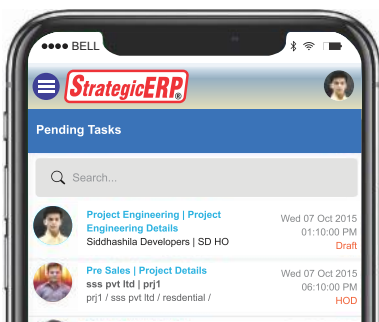 BELL
StrategicERP®
Pending Tasks
Search...
Project Engineering | Project
Engineering Details
Siddhashila Developers | SD HO
Wed 07 Oct 2015
01:10:00 PM
Draft
Pre Sales | Project Details
sss pvt ltd | prj1
prj1 / sss pvt ltd / resdential /
Wed 07 Oct 2015
06:10:00 PM
HOD